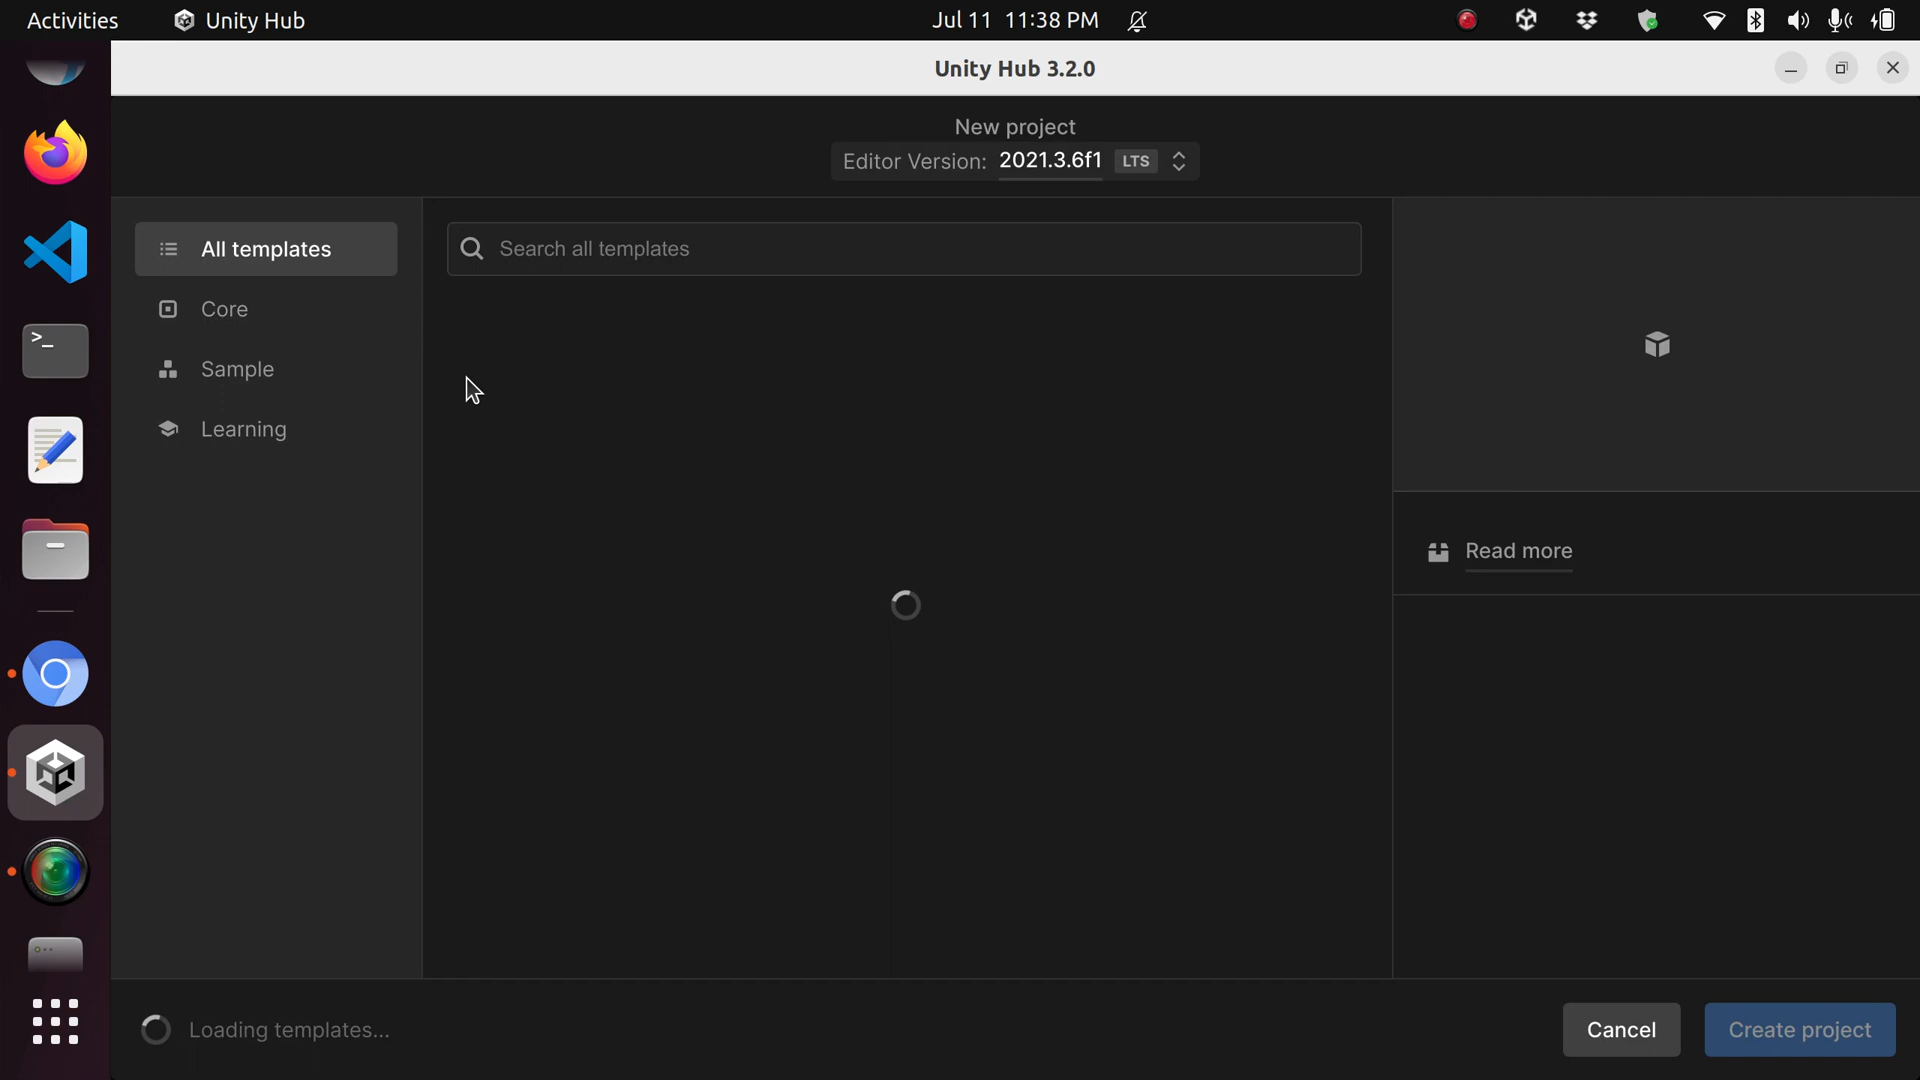 Activities
Unity Hub
Jul 11 11:38 PM
Unity Hub 3.2.0
New project
Editor Version: 2021.3.6f1 LTS
All templates
Search all templates
Core
Sample
Learning
Read more
Loading templates...
Cancel
Create project